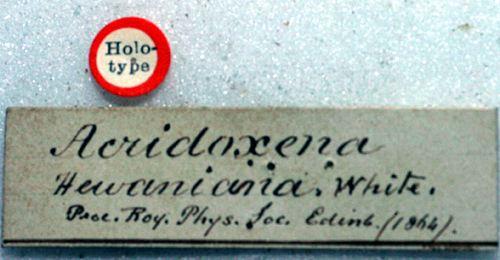 Holo-
type
Acridoxena
Hewaniana. White.
Proc. Roy. Phys. Soc. Edinb. (1864).